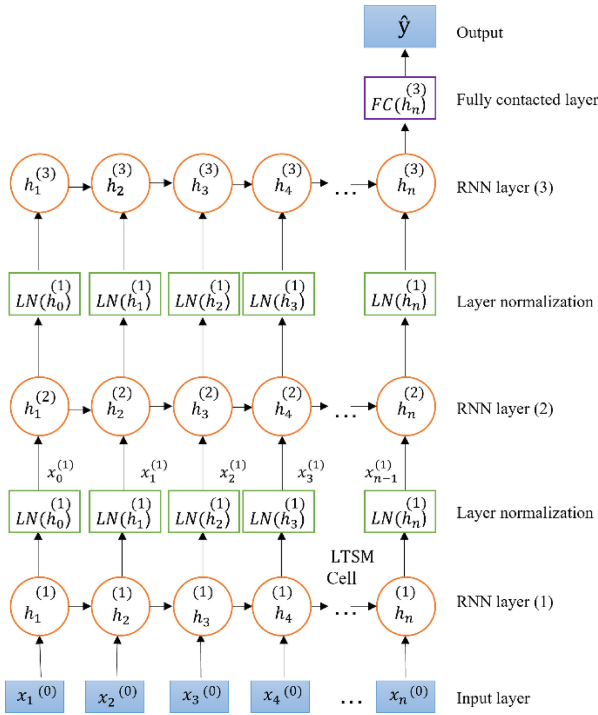 ŷ Output
FC(h_n^(3)) Fully contacted layer
h_1^(3) h_2^(3) h_3^(3) h_4^(3) ... h_n^(3) RNN layer (3)
LN(h_0^(1)) LN(h_1^(1)) LN(h_2^(1)) LN(h_3^(1)) LN(h_n^(1)) Layer normalization
h_1^(2) h_2^(2) h_3^(2) h_4^(2) ... h_n^(2) RNN layer (2)
x_0^(1) x_1^(1) x_2^(1) x_3^(1) x_{n-1}^(1)
LN(h_0^(1)) LN(h_1^(1)) LN(h_2^(1)) LN(h_3^(1)) LN(h_n^(1)) Layer normalization
LTSM
Cell
h_1^(1) h_2^(1) h_3^(1) h_4^(1) ... h_n^(1) RNN layer (1)
x_1^(0) x_2^(0) x_3^(0) x_4^(0) ... x_n^(0) Input layer